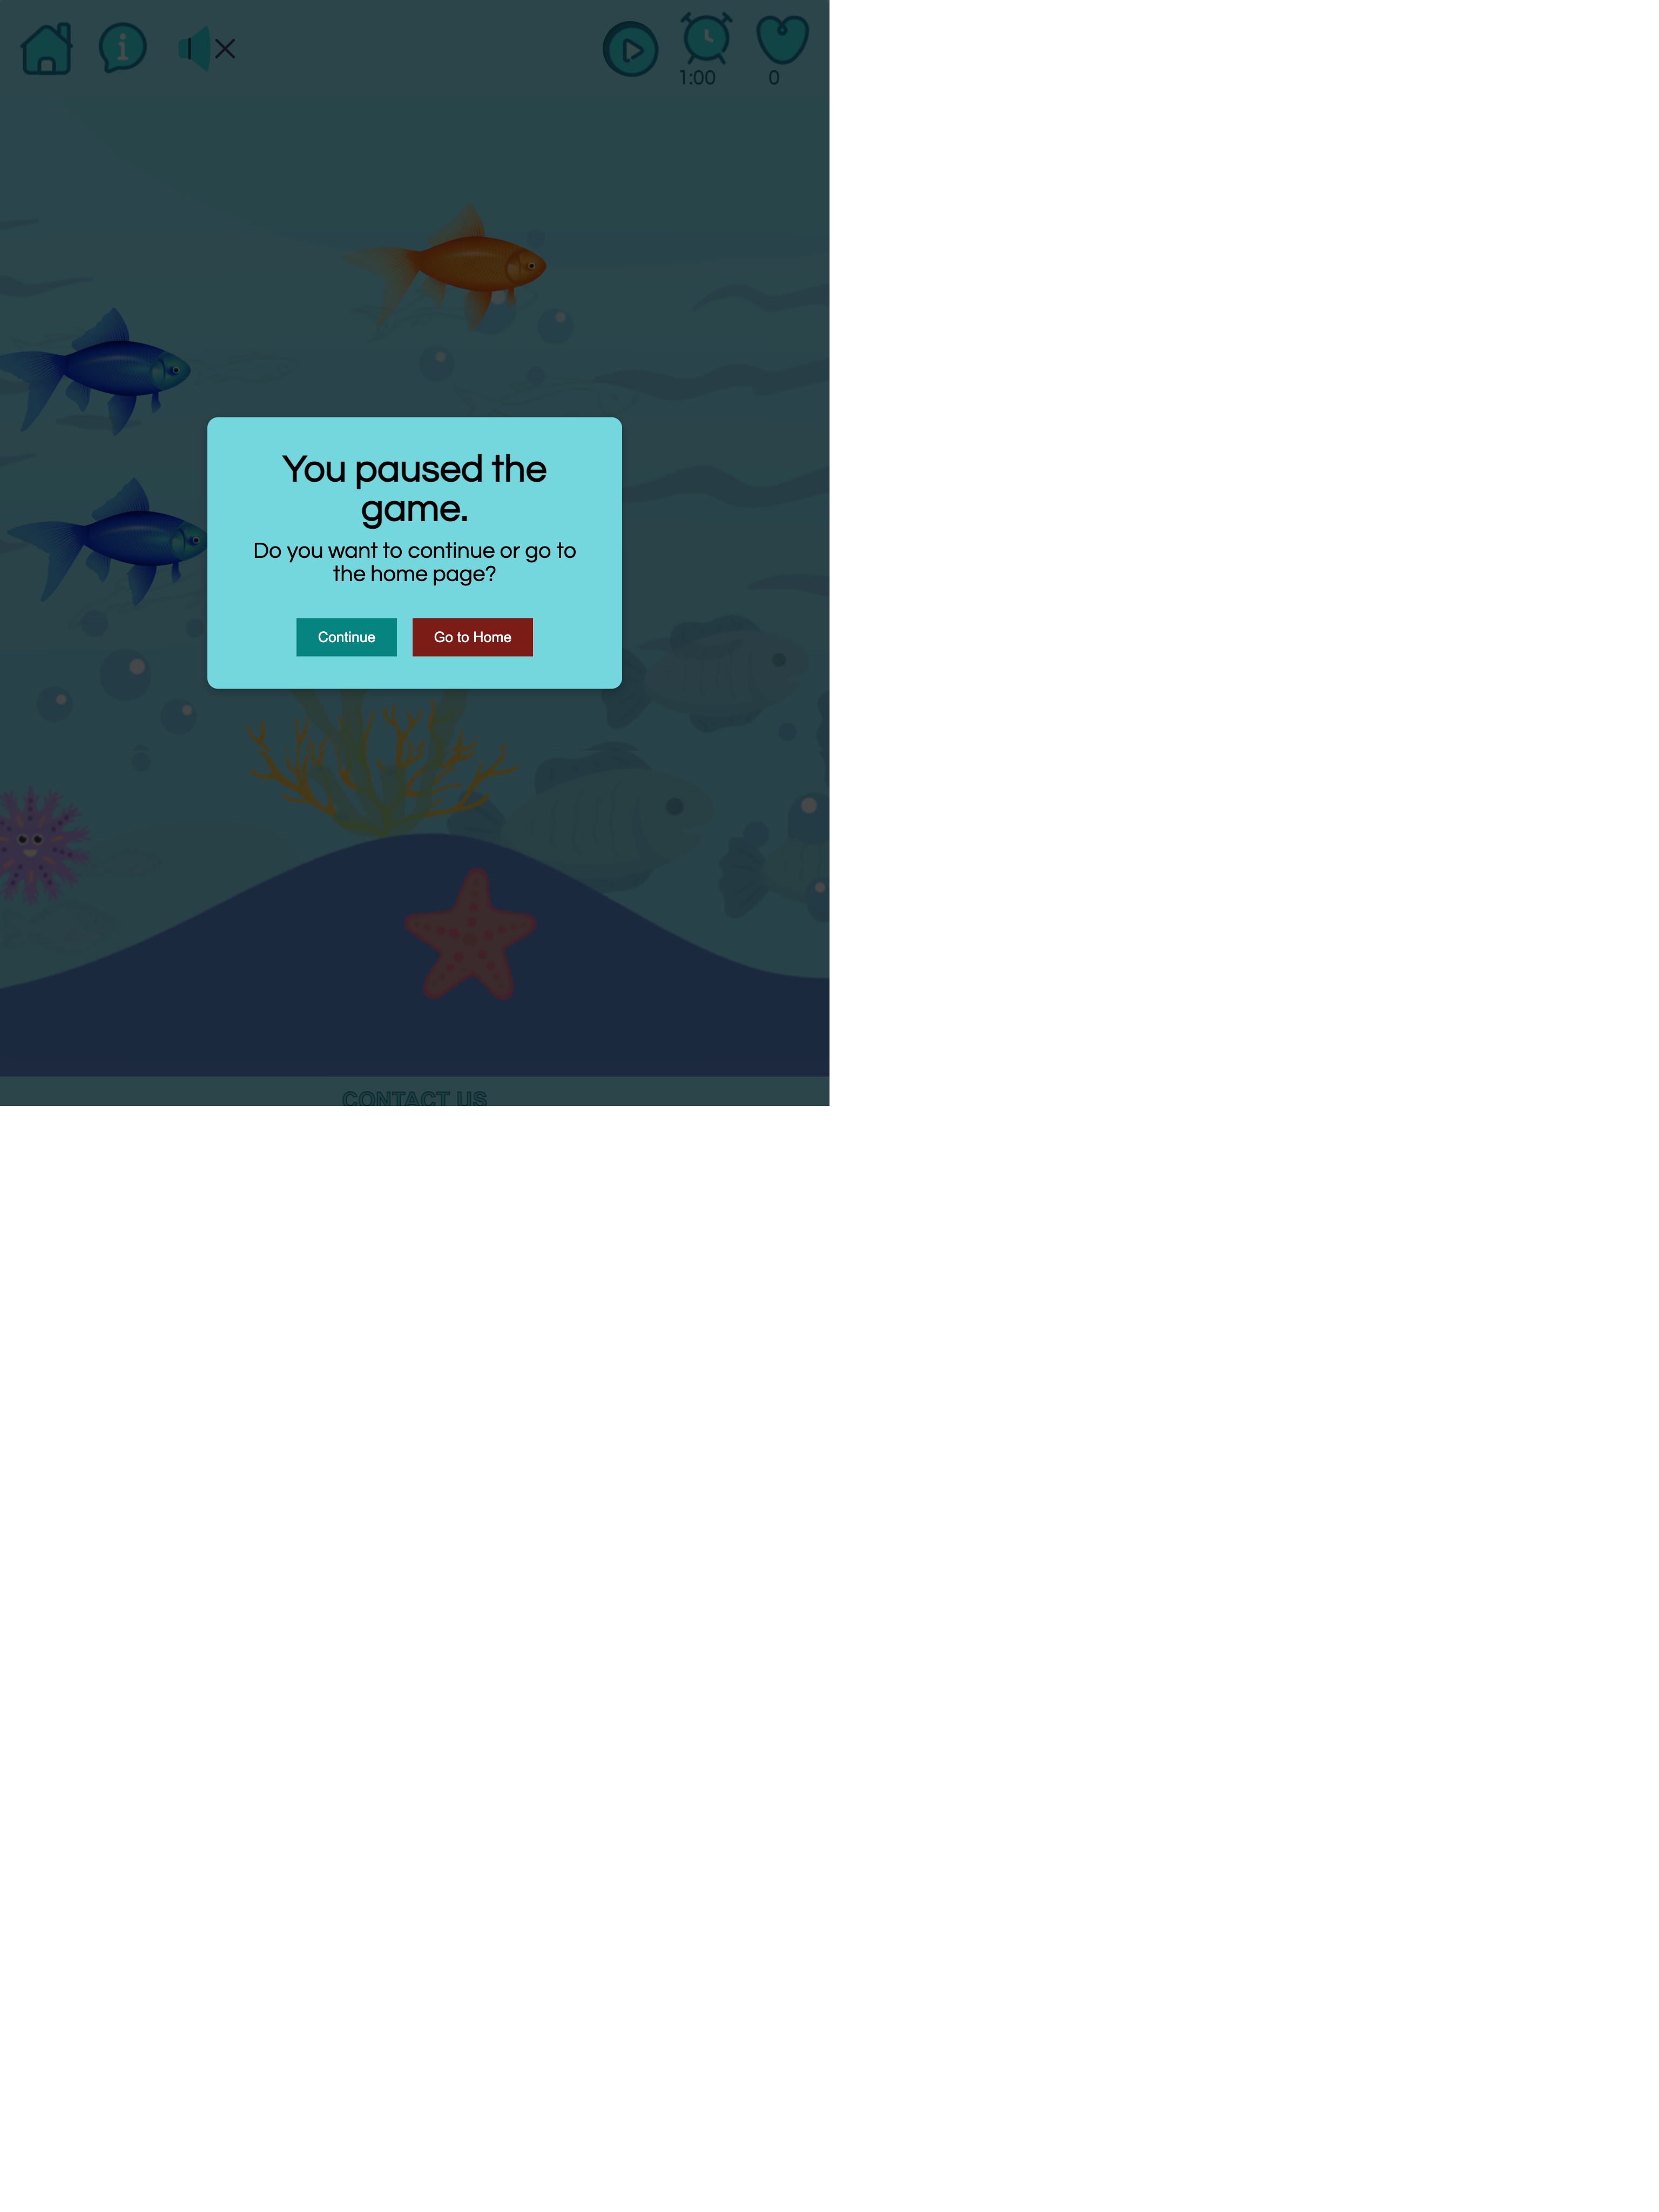 1:00
0
You paused the
game.
Do you want to continue or go to
the home page?
Continue
Go to Home
CONTACT US